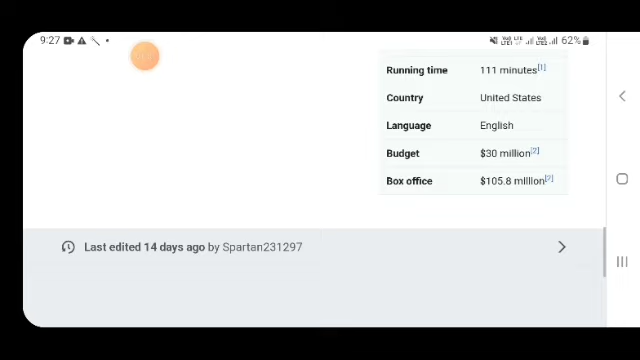 9:27 62%
Running time 111 minutes[1]
Country United States
Language English
Budget $30 million[2]
Box office $105.8 million[2]
Last edited 14 days ago by Spartan231297